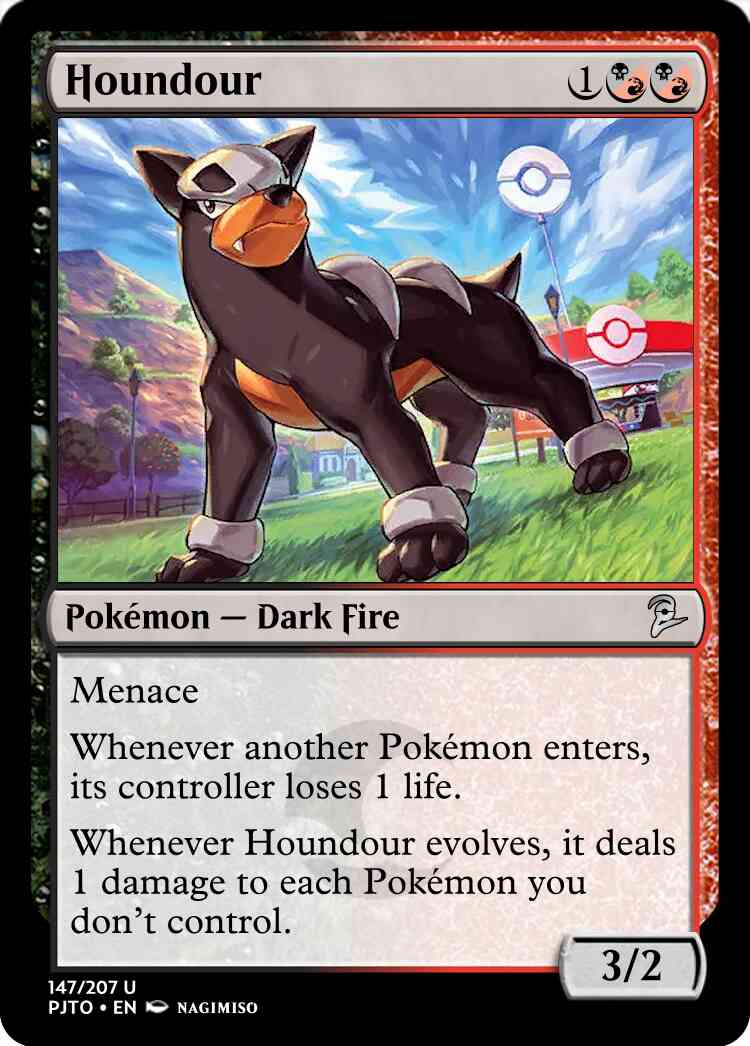 Houndour 1
Pokémon — Dark Fire
Menace
Whenever another Pokémon enters,
its controller loses 1 life.
Whenever Houndour evolves, it deals
1 damage to each Pokémon you
don't control.
3/2
147/207 U
PJTO • EN NAGIMISO